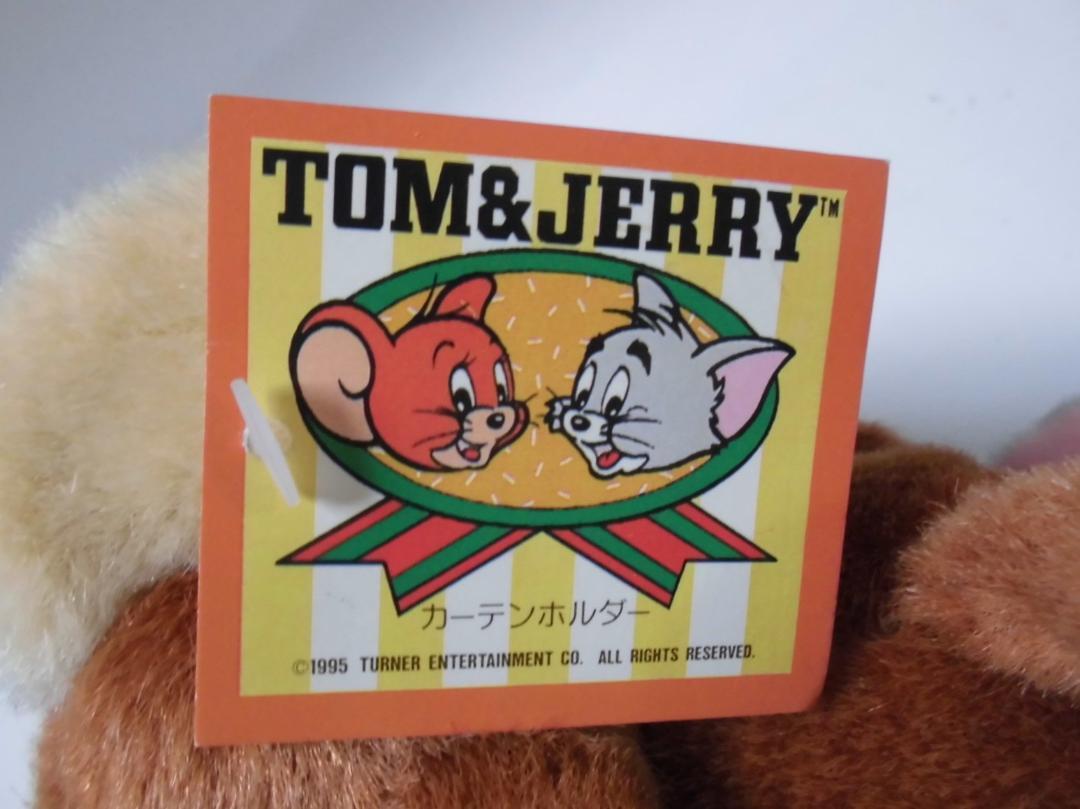 TOM&JERRY™
カーテンホルダー
©1995 TURNER ENTERTAINMENT CO. ALL RIGHTS RESERVED.